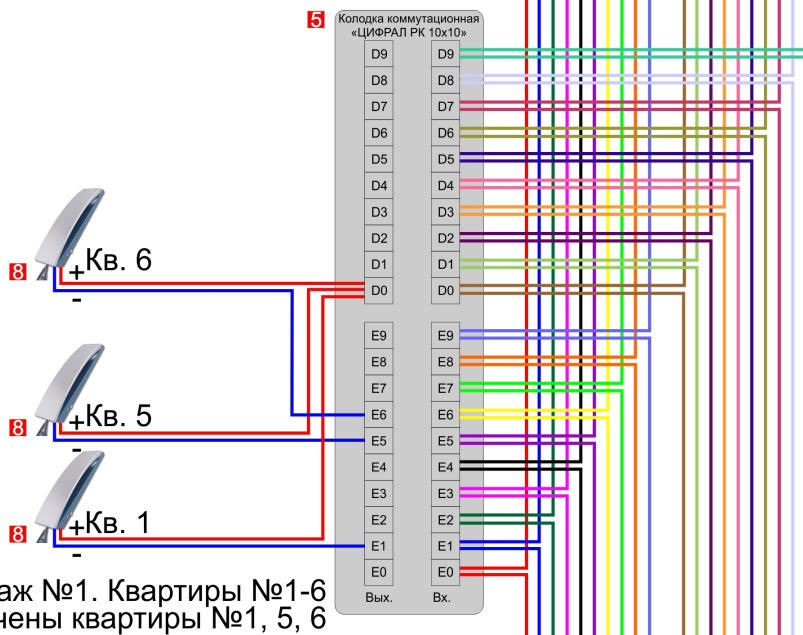 5
Колодка коммутационная
«ЦИФРАЛ РК 10х10»
D9 D9
D8 D8
D7 D7
D6 D6
D5 D5
D4 D4
D3 D3
D2 D2
D1 D1
D0 D0
8 + Кв. 6
-
E9 E9
E8 E8
E7 E7
E6 E6
8 + Кв. 5
-
E5 E5
E4 E4
E3 E3
E2 E2
8 + Кв. 1
-
E1 E1
E0 E0
Вых. Вх.
аж №1. Квартиры №1-6
чены квартиры №1, 5, 6